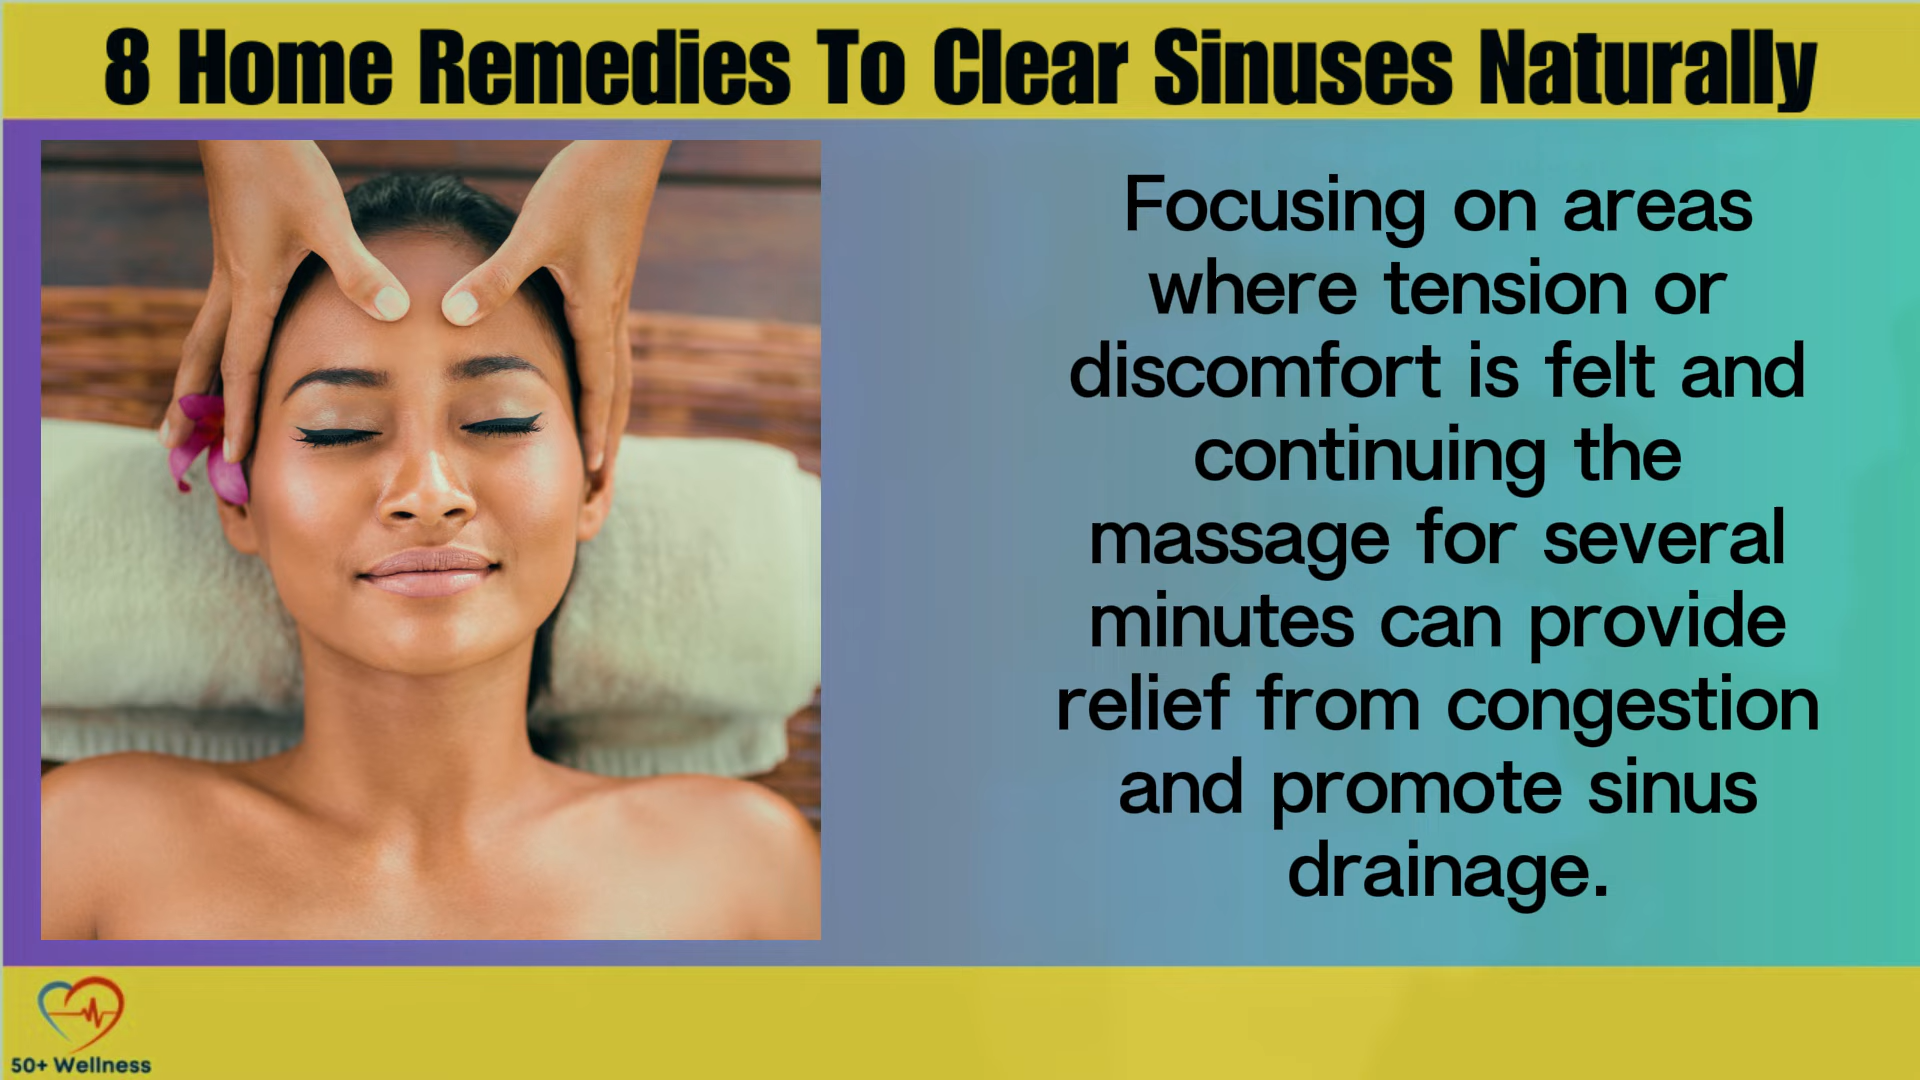 8 Home Remedies To Clear Sinuses Naturally
Focusing on areas
where tension or
discomfort is felt and
continuing the
massage for several
minutes can provide
relief from congestion
and promote sinus
drainage.
50+ Wellness